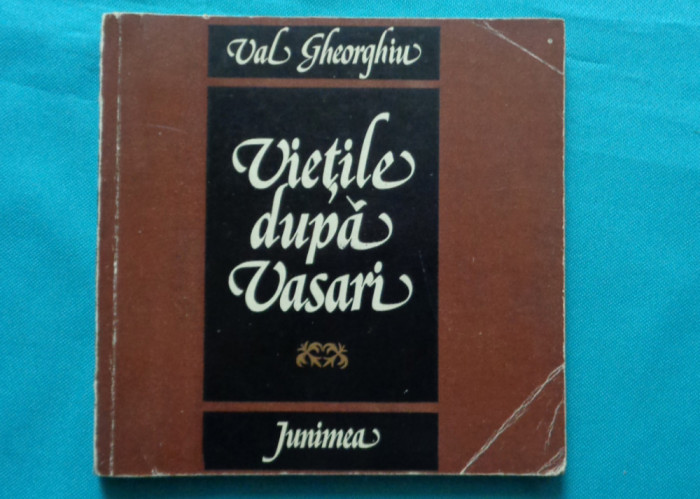 Val Gheorghiu
Viețile
după
Vasari
Junimea